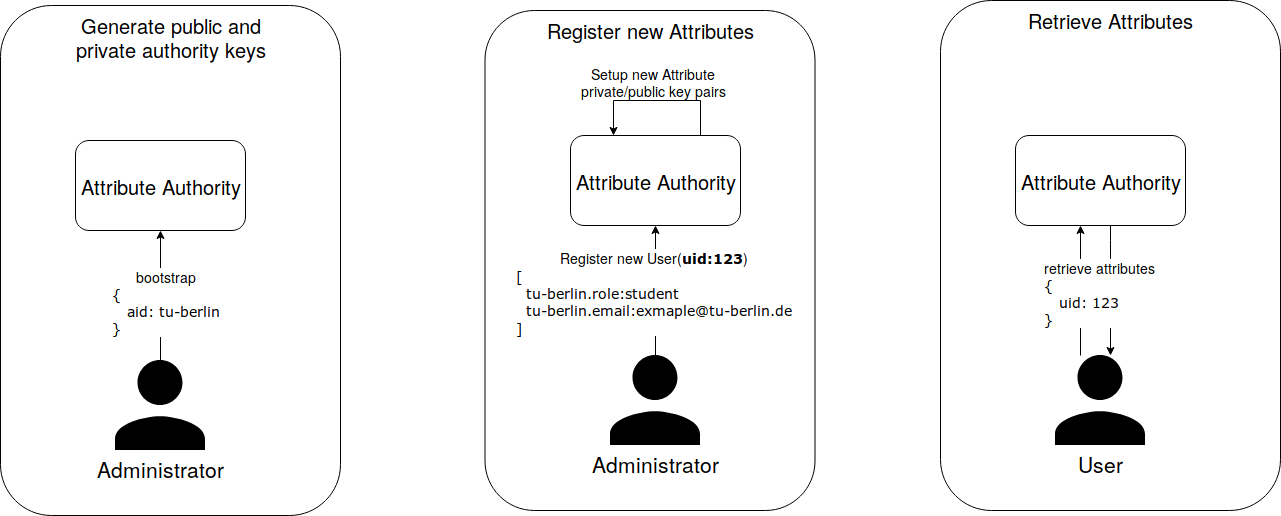 Generate public and
private authority keys
Attribute Authority
bootstrap
{
aid: tu-berlin
}
Administrator
Register new Attributes
Setup new Attribute
private/public key pairs
Attribute Authority
Register new User(uid:123)
[
tu-berlin.role:student
tu-berlin.email:exmaple@tu-berlin.de
]
Administrator
Retrieve Attributes
Attribute Authority
retrieve attributes
{
uid: 123
}
User